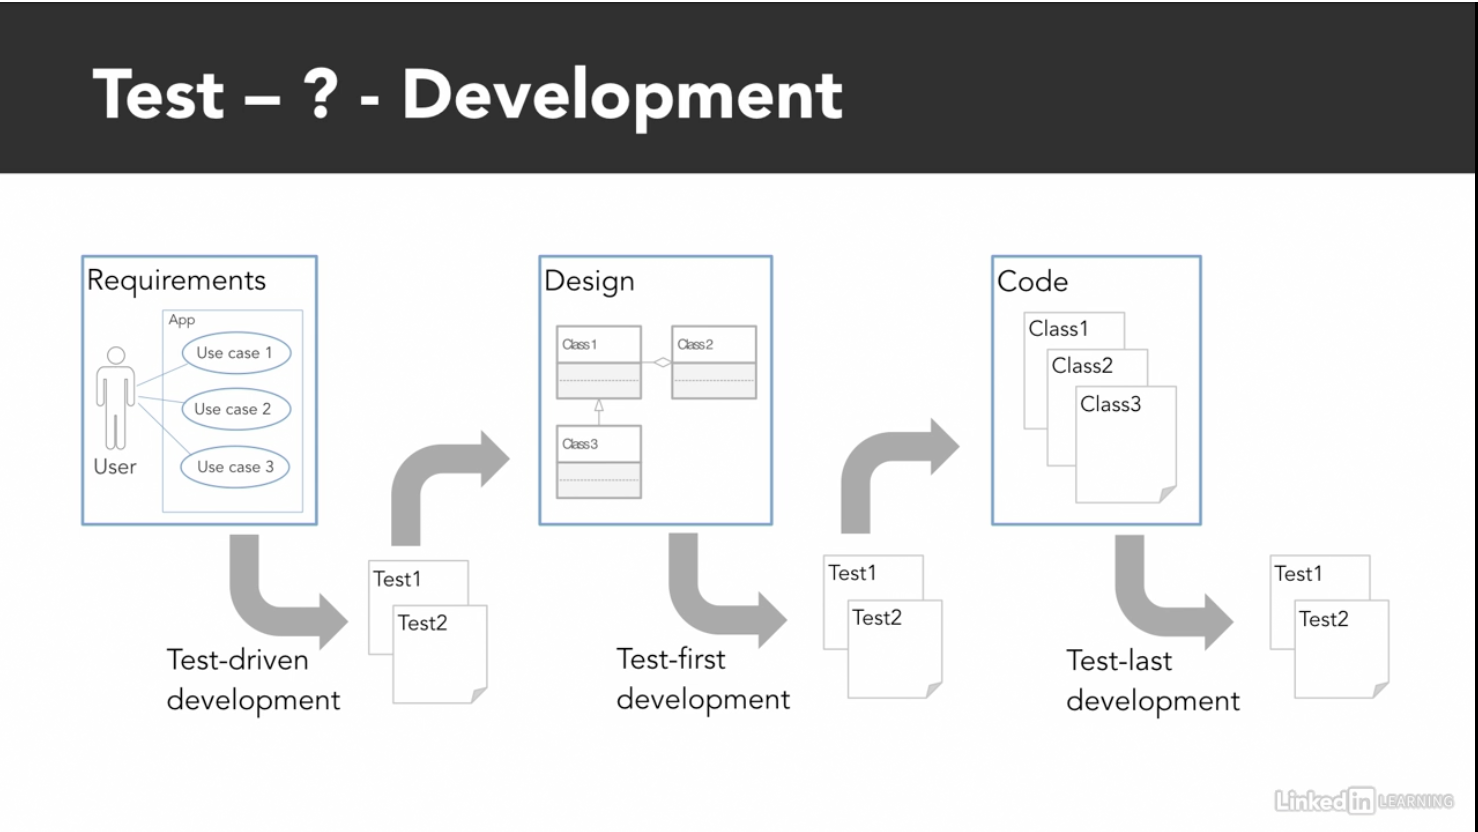 Test – ? - Development
Requirements
App
Use case 1
Use case 2
Use case 3
User
Test-driven
development
Test1
Test2
Design
Class1
Class2
Class3
Test-first
development
Test1
Test2
Code
Class1
Class2
Class3
Test-last
development
Test1
Test2
Linked in LEARNING